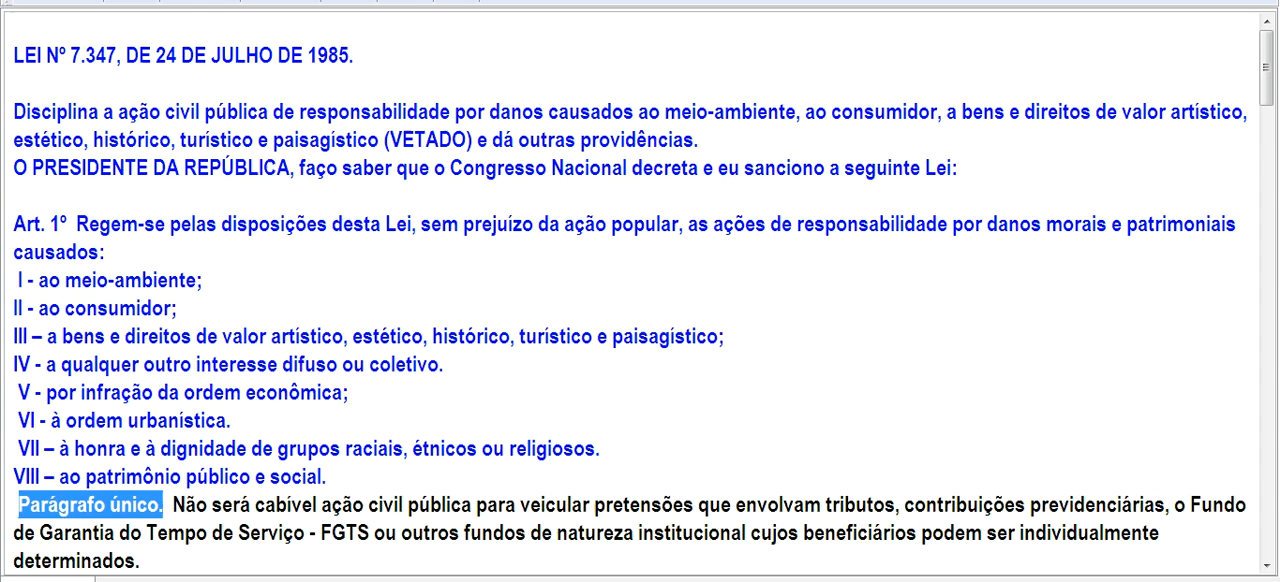 LEI Nº 7.347, DE 24 DE JULHO DE 1985.
Disciplina a ação civil pública de responsabilidade por danos causados ao meio-ambiente, ao consumidor, a bens e direitos de valor artístico,
estético, histórico, turístico e paisagístico (VETADO) e dá outras providências.
O PRESIDENTE DA REPÚBLICA, faço saber que o Congresso Nacional decreta e eu sanciono a seguinte Lei:
Art. 1º  Regem-se pelas disposições desta Lei, sem prejuízo da ação popular, as ações de responsabilidade por danos morais e patrimoniais
causados:
I - ao meio-ambiente;
II - ao consumidor;
III – a bens e direitos de valor artístico, estético, histórico, turístico e paisagístico;
IV - a qualquer outro interesse difuso ou coletivo.
V - por infração da ordem econômica;
VI - à ordem urbanística.
VII – à honra e à dignidade de grupos raciais, étnicos ou religiosos.
VIII – ao patrimônio público e social.
Parágrafo único.  Não será cabível ação civil pública para veicular pretensões que envolvam tributos, contribuições previdenciárias, o Fundo
de Garantia do Tempo de Serviço - FGTS ou outros fundos de natureza institucional cujos beneficiários podem ser individualmente
determinados.